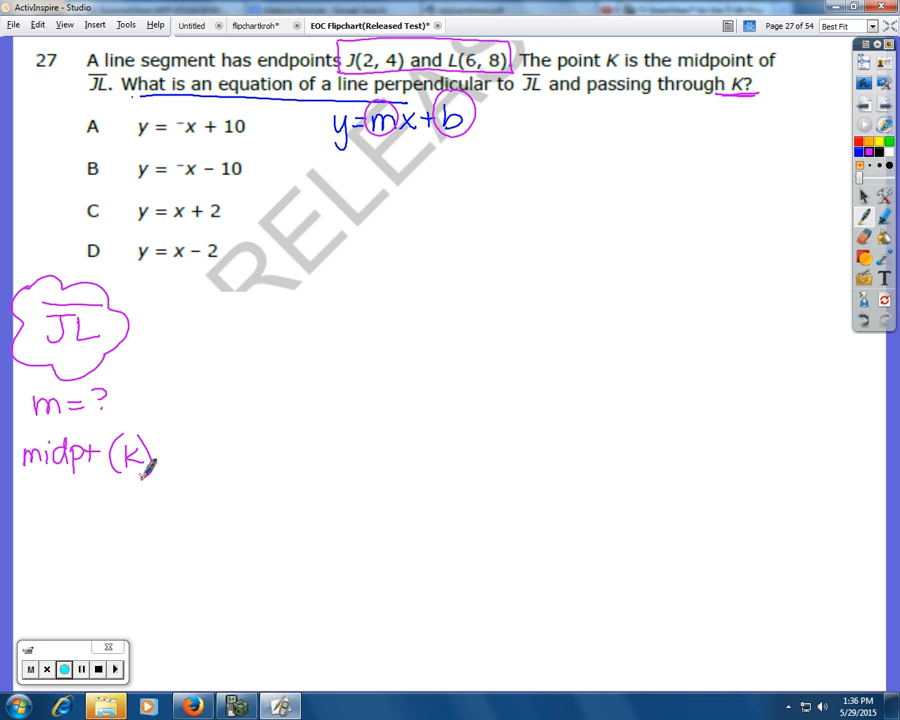 ActivInspire - Studio
File Edit View Insert Tools Help Untitled flipchartkroh* EOC Flipchart(Released Test)* Page 27 of 54 Best Fit
27 A line segment has endpoints J(2, 4) and L(6, 8). The point K is the midpoint of
JL. What is an equation of a line perpendicular to JL and passing through K?
y=mx+b
A y = ⁻x + 10
B y = ⁻x – 10
C y = x + 2
D y = x – 2
RELEAS
JL
m = ?
midpt (K)
1:36 PM
5/29/2015